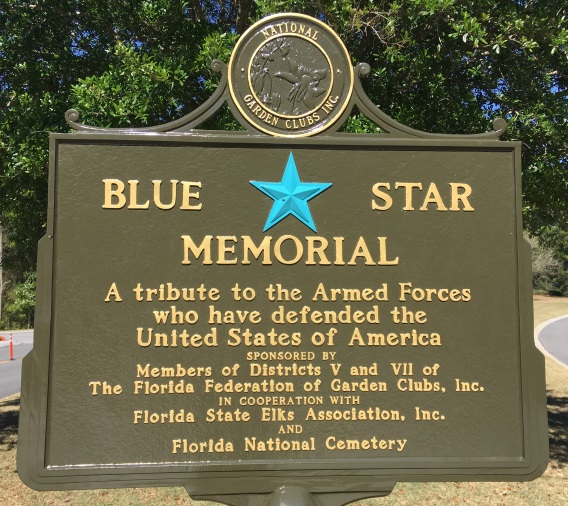 NATIONAL
GARDEN CLUBS INC.
BLUE STAR
MEMORIAL
A tribute to the Armed Forces
who have defended the
United States of America
SPONSORED BY
Members of Districts V and VII of
The Florida Federation of Garden Clubs, Inc.
IN COOPERATION WITH
Florida State Elks Association, Inc.
AND
Florida National Cemetery